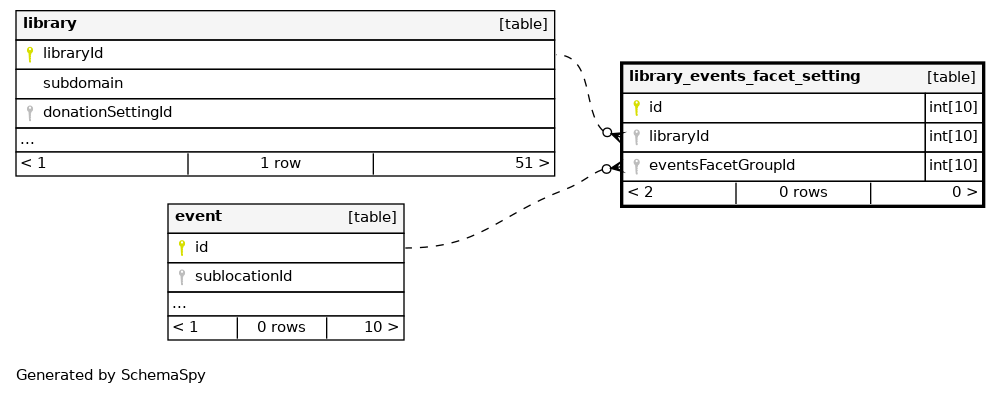 library [table]
libraryId
subdomain
donationSettingId
...
< 1 1 row 51 >
library_events_facet_setting [table]
id int[10]
libraryId int[10]
eventsFacetGroupId int[10]
< 2 0 rows 0 >
event [table]
id
sublocationId
...
< 1 0 rows 10 >
Generated by SchemaSpy